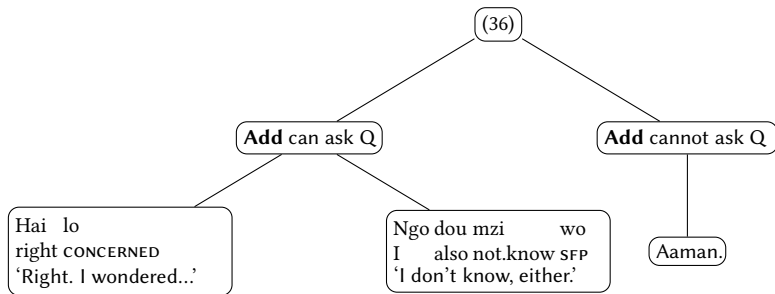 (36)
Add can ask Q
Add cannot ask Q
Hai lo
right CONCERNED
‘Right. I wondered...’
Ngo dou mzi wo
I also not.know SFP
‘I don't know, either.’
Aaman.